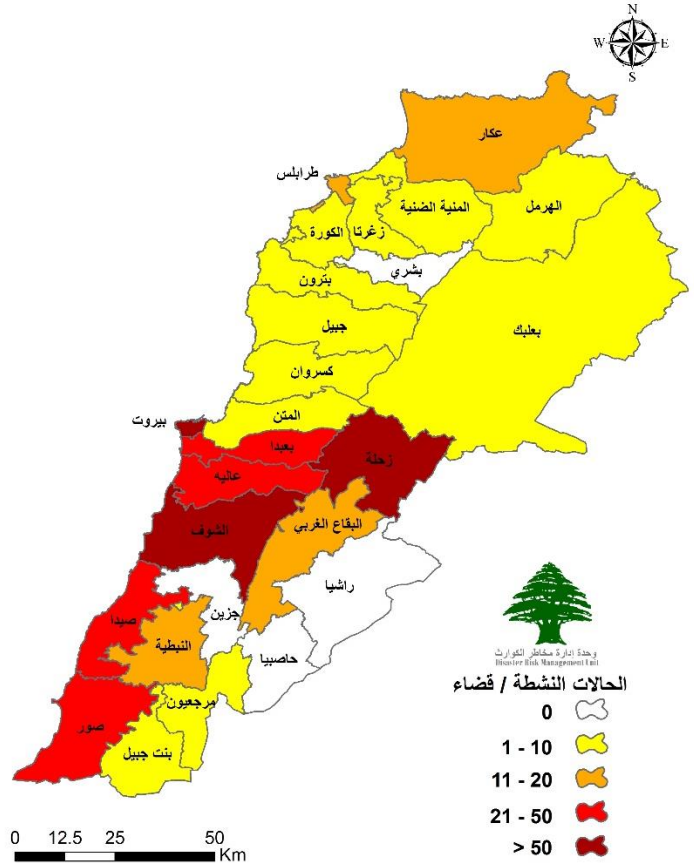 N
W
E
S
عكار
طرابلس
المنية الضنية
الهرمل
زغرتا
الكورة
بشري
بترون
بعلبك
جبيل
كسروان
المتن
بيروت
بعبدا
زحلة
عاليه
الشوف
البقاع الغربي
راشيا
جزين
صيدا
النبطية
حاصبيا
مرجعيون
صور
بنت جبيل
وحدة ادارة مخاطر الكوارث
Disaster Risk Management Unit
الحالات النشطة / قضاء
0
1 - 10
11 - 20
21 - 50
> 50
0 12.5 25 50
Km